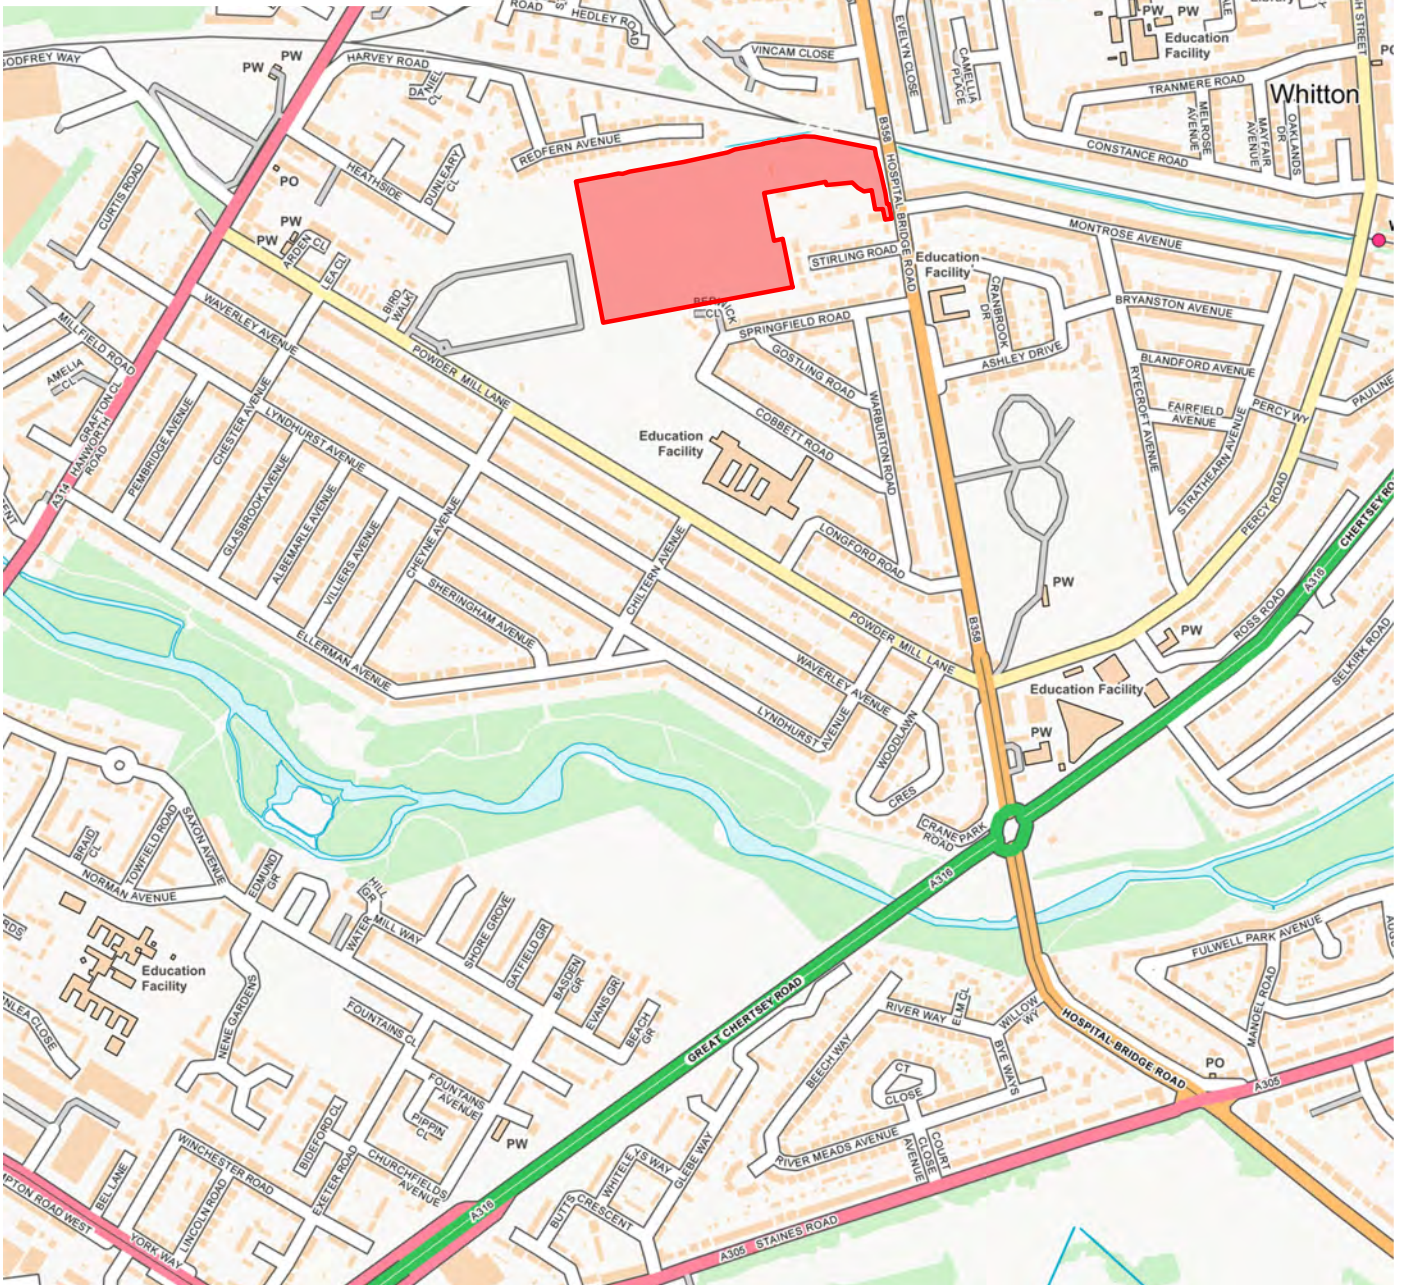 ROAD
HEDLEY ROAD
EVELYN CLOSE
CAMELLIA
PLACE
PW PW
Education
Facility
HIGH STREET
GODFREY WAY
PW PW
HARVEY ROAD
DANIEL
CL
VINCAM CLOSE
TRANMERE ROAD
Whitton
MELROSE
AVENUE
MAYFAIR
AVENUE
OAKLANDS
DR
B358
REDFERN AVENUE
CONSTANCE ROAD
HEATHSIDE
DUNLEARY
CL
CURTIS ROAD
PO
PW
PW
ARDEN CL
LEA CL
HOSPITAL BRIDGE ROAD
MONTROSE AVENUE
STIRLING ROAD
Education
Facility
CRANBROOK
DR
BIRD
WALK
BERWICK
CL
WAVERLEY AVENUE
SPRINGFIELD ROAD
BRYANSTON AVENUE
MILLFIELD ROAD
AMELIA
CL
GRAFTON CL
HANWORTH
ROAD
A314
POWDER MILL LANE
GOSTLING ROAD
ASHLEY DRIVE
BLANDFORD AVENUE
RYECROFT AVENUE
FAIRFIELD
AVENUE
PERCY WY
PAULINE
PEMBRIDGE AVENUE
CHESTER AVENUE
LYNDHURST AVENUE
COBBETT ROAD
WARBURTON ROAD
Education
Facility
STRATHEARN AVENUE
PERCY ROAD
GLASBROOK AVENUE
ALBEMARLE AVENUE
VILLIERS AVENUE
CHEYNE AVENUE
CHILTERN AVENUE
LONGFORD ROAD
CHERTSEY RO
A316
SHERINGHAM AVENUE
PW
ROSS ROAD
ELLERMAN AVENUE
POWDER MILL LANE
B358
PW
SELKIRK ROAD
WAVERLEY AVENUE
LYNDHURST
AVENUE
WOODLAWN
CRES
Education Facility
PW
CRANE PARK
ROAD
A316
BRAID
CL
TOWFIELD ROAD
SAXON AVENUE
NORMAN AVENUE
EDMUND
GR
HILL
GR
WATER
MILL WAY
SHORE GROVE
GATFIELD GR
BASDEN
GR
EVANS GR
BEACH
GR
Education
Facility
NENE GARDENS
FOUNTAINS CL
GREAT CHERTSEY ROAD
FULWELL PARK AVENUE
MANGEL ROAD
RIVER WAY
ELM CL
WILLOW
WY
HOSPITAL BRIDGE ROAD
BEECH WAY
BYE WAYS
PO
A305
CT
CLOSE
FOUNTAINS
AVENUE
PIPPIN
CL
PW
BIDEFORD CL
WINCHESTER ROAD
EXETER ROAD
CHURCHFIELDS
AVENUE
BEL LANE
LINCOLN ROAD
YORK WAY
MPTON ROAD WEST
NLEA CLOSE
A316
BUTTS
CRESCENT
WHITELEYS WAY
GLEBE WAY
RIVER MEADS AVENUE
COURT
CLOSE
AVENUE
A305 STAINES ROAD